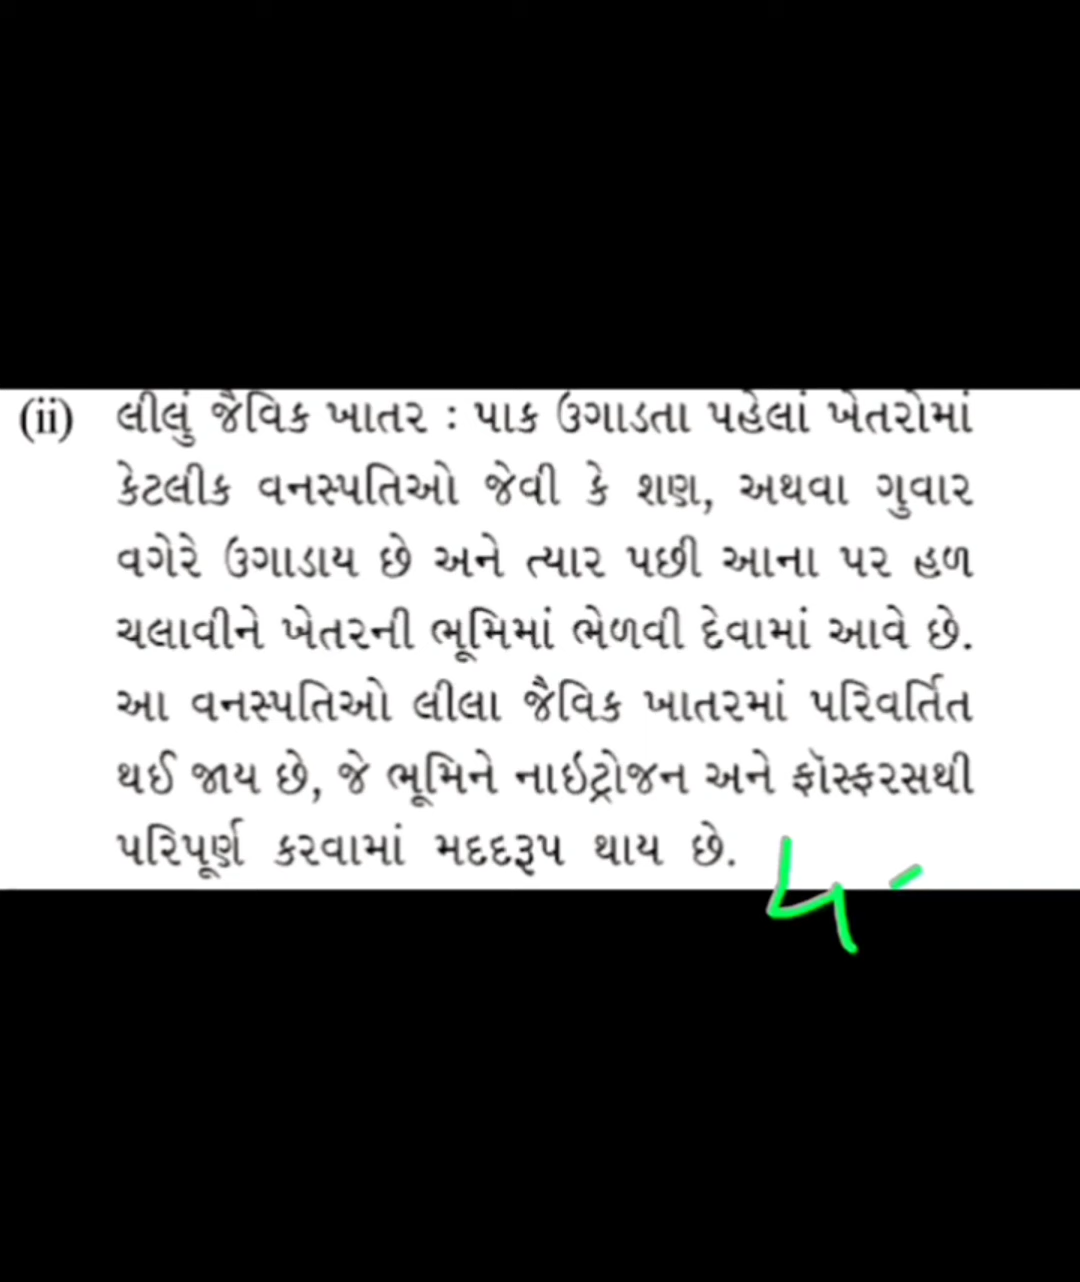 (ii) લીલું જૈવિક ખાતર : પાક ઉગાડતા પહેલાં ખેતરોમાં
કેટલીક વનસ્પતિઓ જેવી કે શણ, અથવા ગુવાર
વગેરે ઉગાડાય છે અને ત્યાર પછી આના પર હળ
ચલાવીને ખેતરની ભૂમિમાં ભેળવી દેવામાં આવે છે.
આ વનસ્પતિઓ લીલા જૈવિક ખાતરમાં પરિવર્તિત
થઈ જાય છે, જે ભૂમિને નાઇટ્રોજન અને ફૉસ્ફરસથી
પરિપૂર્ણ કરવામાં મદદરૂપ થાય છે.